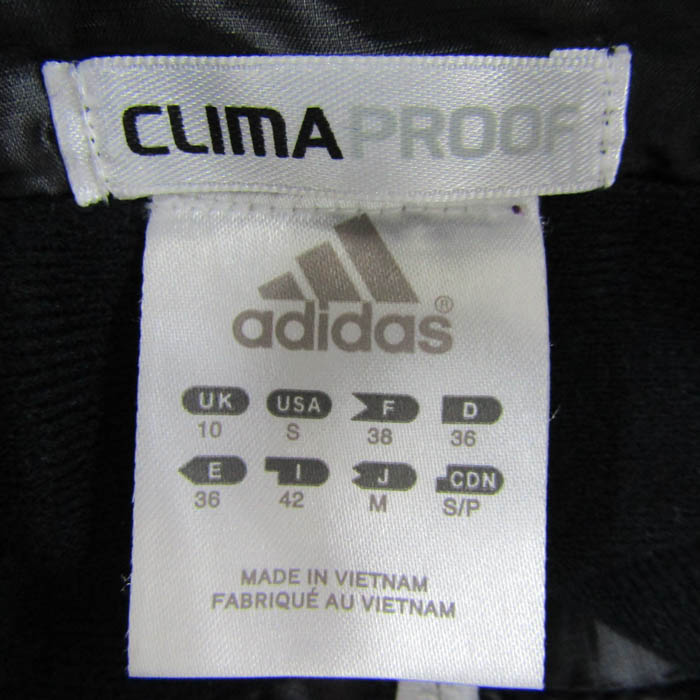 CLIMAPROOF
adidas®
UK USA F D
10 S 38 36
E I J CDN
36 42 M S/P
MADE IN VIETNAM
FABRIQUÉ AU VIETNAM